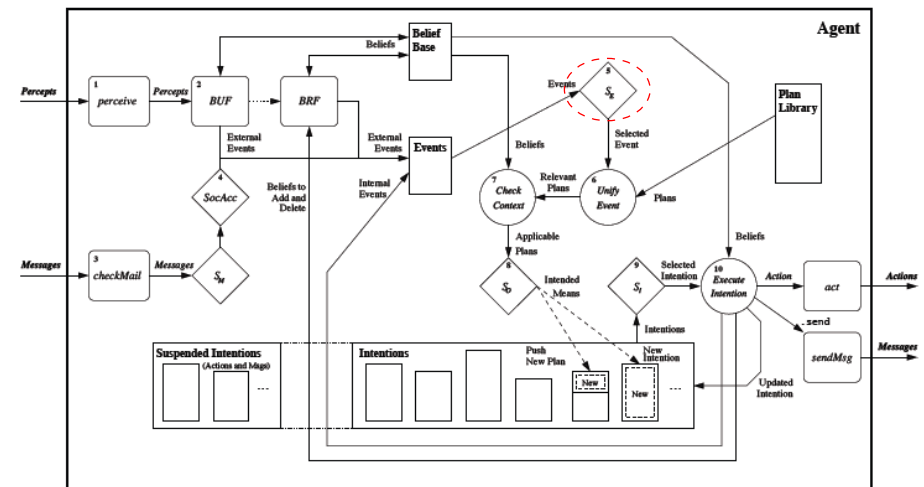 Agent
Belief
Base
Beliefs
1
perceive
Percepts
Percepts
2
BUF
BRF
5
S_E
Events
Plan
Library
External
Events
External
Events
Events
Selected
Event
Beliefs
4
SocAcc
Beliefs to
Add and
Delete
Internal
Events
7
Check
Context
Relevant
Plans
6
Unify
Event
Plans
Messages
3
checkMail
Messages
S_M
Applicable
Plans
8
S_O
Intended
Means
9
S_I
Selected
Intention
Beliefs
10
Execute
Intention
Action
act
Actions
.send
sendMsg
Messages
Intentions
Suspended Intentions
(Actions and Msgs)
...
Intentions
Push
New Plan
New
Intention
New
New
...
Updated
Intention